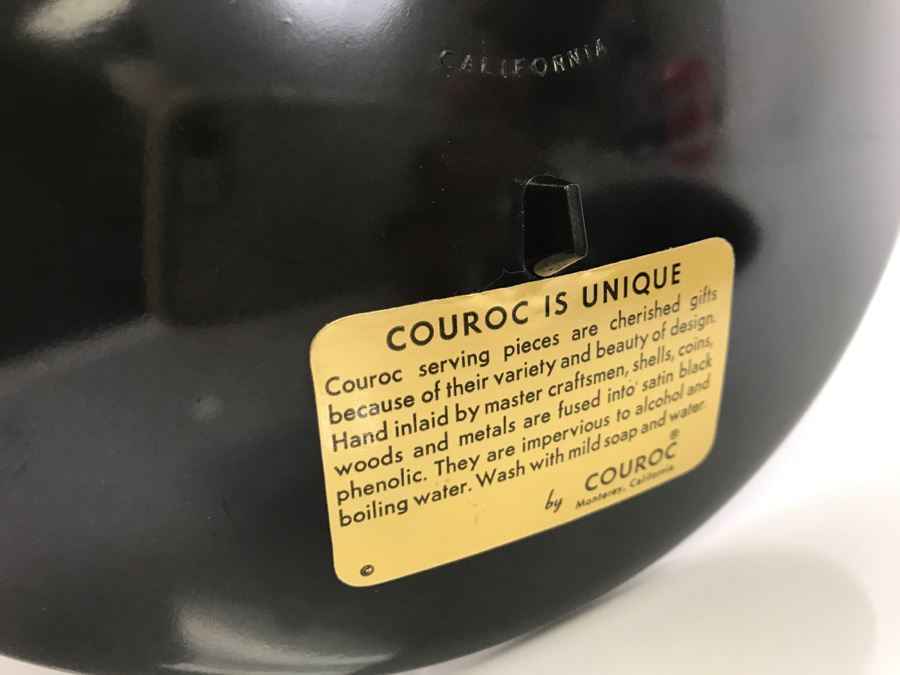 CALIFORNIA
COUROC IS UNIQUE
Couroc serving pieces are cherished gifts
because of their variety and beauty of design.
Hand inlaid by master craftsmen, shells, coins,
woods and metals are fused into satin black
phenolic. They are impervious to alcohol and
boiling water. Wash with mild soap and water.
by COUROC®
Monterey, California
©